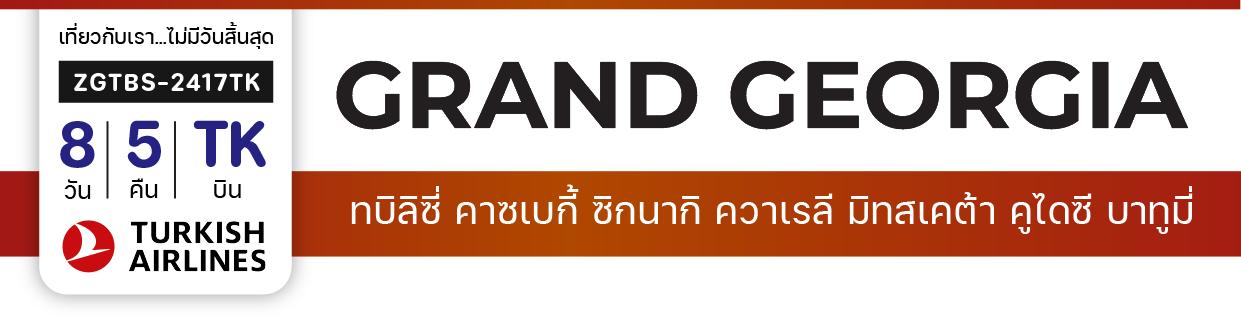 เที่ยวกับเรา...ไม่มีวันสิ้นสุด
ZGTBS-2417TK
8 วัน | 5 คืน | TK บิน
TURKISH
AIRLINES
GRAND GEORGIA
ทบิลิซี่ คาซเบกี้ ซิกนากิ ควาเรลี มิทสเคต้า คูไดซี บาทูมี่